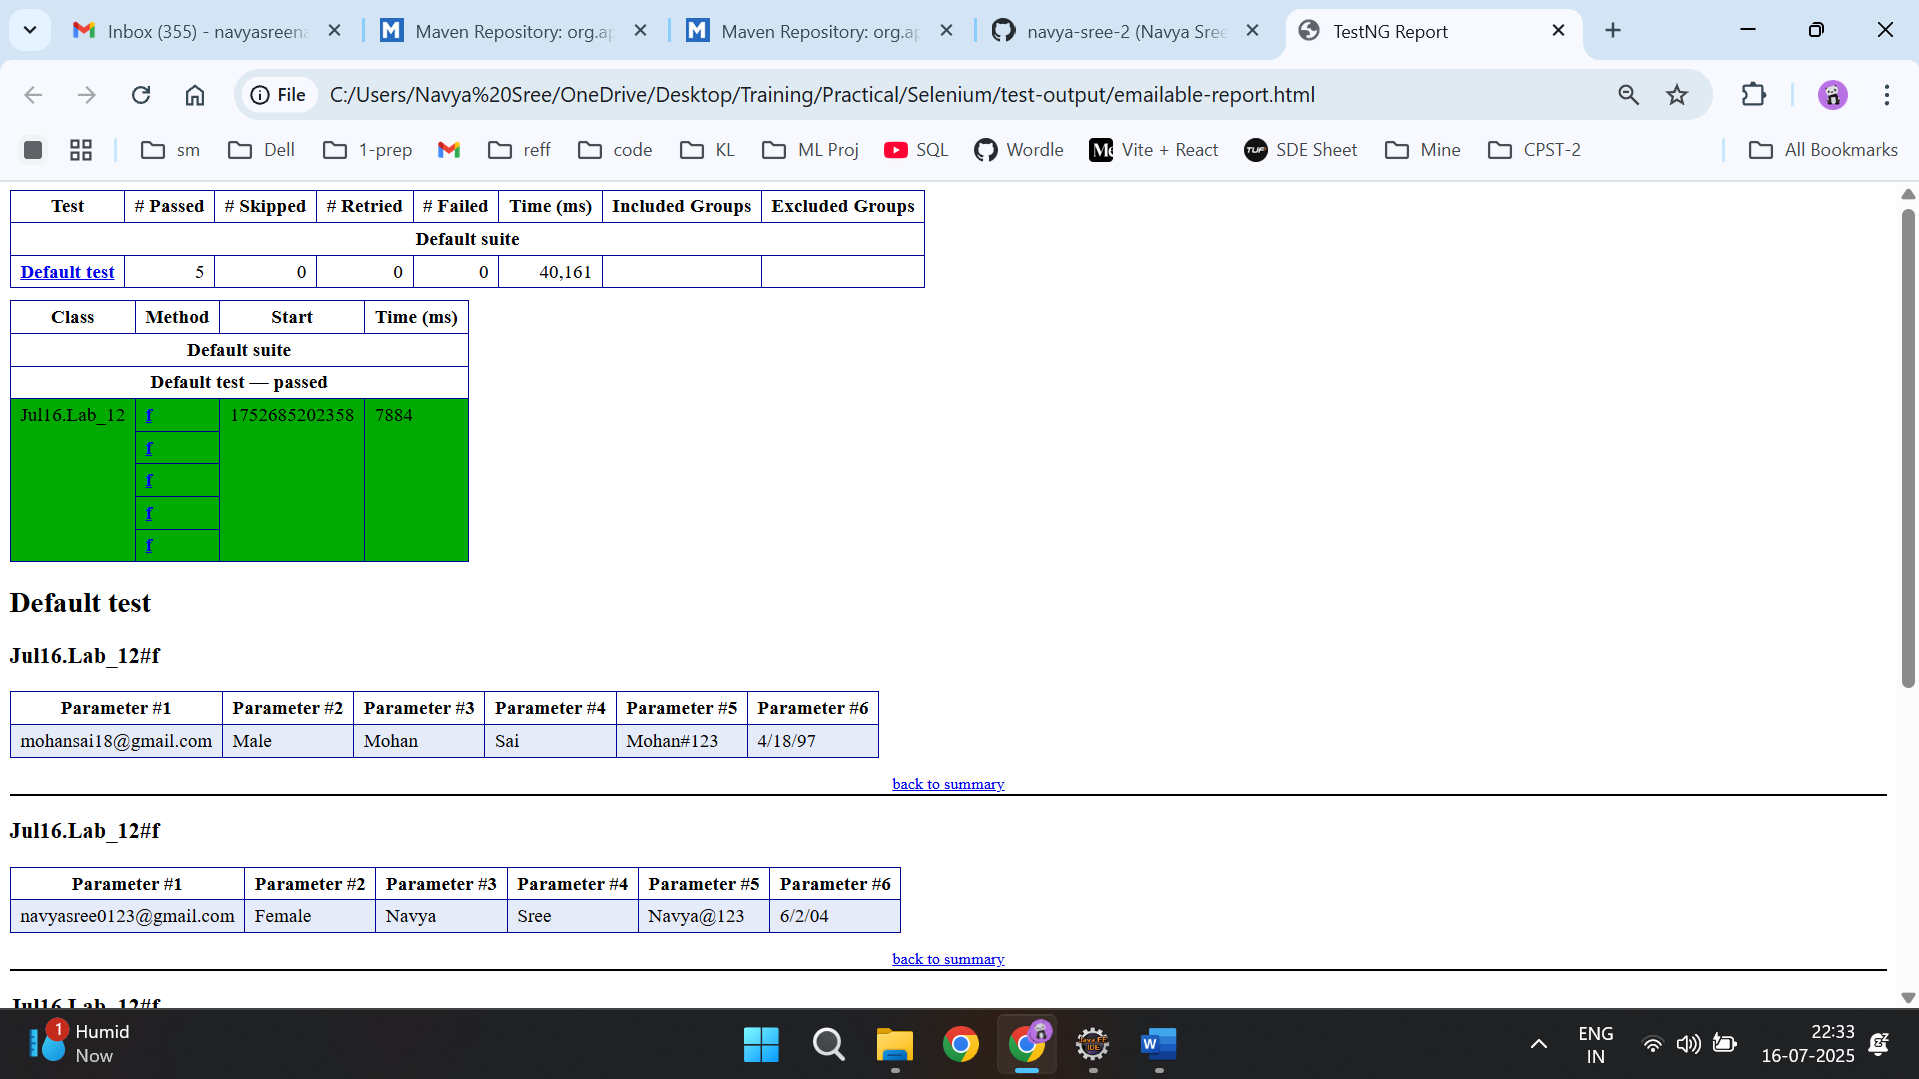 Inbox (355) - navyasreena
Maven Repository: org.ap
Maven Repository: org.ap
navya-sree-2 (Navya Sree
TestNG Report
File C:/Users/Navya%20Sree/OneDrive/Desktop/Training/Practical/Selenium/test-output/emailable-report.html
sm Dell 1-prep reff code KL ML Proj SQL Wordle Vite + React SDE Sheet Mine CPST-2 All Bookmarks
Test # Passed # Skipped # Retried # Failed Time (ms) Included Groups Excluded Groups
Default suite
Default test 5 0 0 0 40,161
Class Method Start Time (ms)
Default suite
Default test — passed
Jul16.Lab_12 f 1752685202358 7884
f
f
f
f
Default test
Jul16.Lab_12#f
Parameter #1 Parameter #2 Parameter #3 Parameter #4 Parameter #5 Parameter #6
mohansai18@gmail.com Male Mohan Sai Mohan#123 4/18/97
back to summary
Jul16.Lab_12#f
Parameter #1 Parameter #2 Parameter #3 Parameter #4 Parameter #5 Parameter #6
navyasree0123@gmail.com Female Navya Sree Navya@123 6/2/04
back to summary
Jul16.Lab_12#f
1 Humid
Now
ENG
IN
22:33
16-07-2025